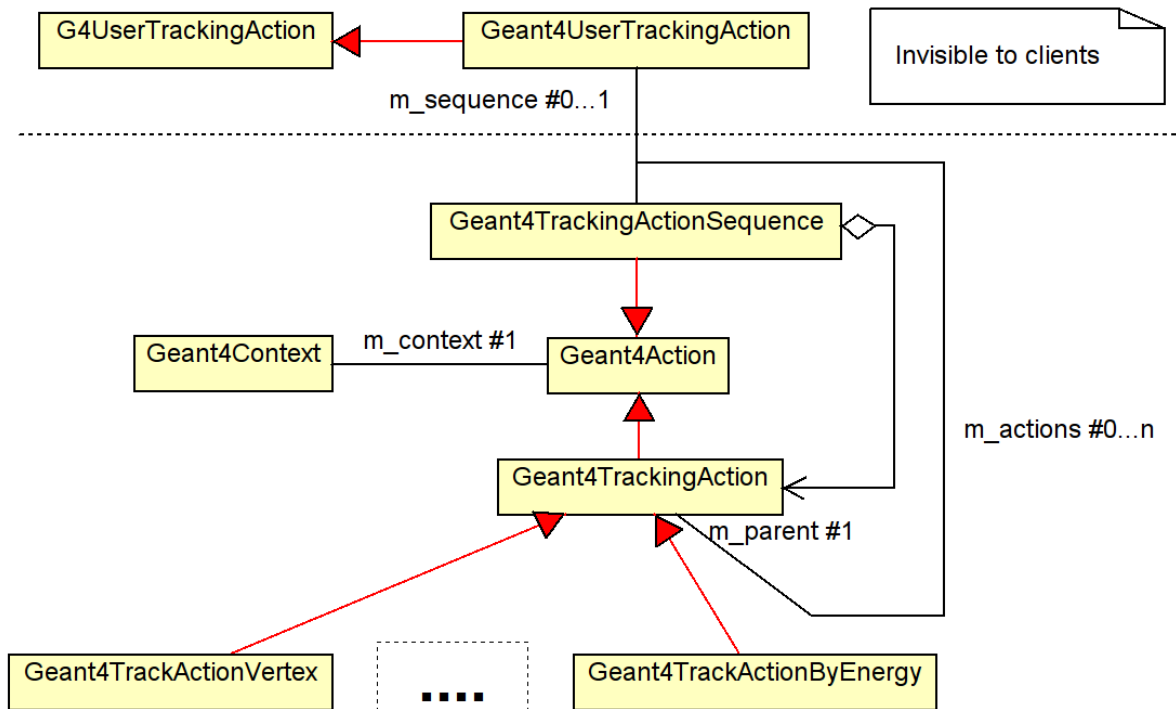 G4UserTrackingAction
Geant4UserTrackingAction
Invisible to clients
m_sequence #0...1
Geant4TrackingActionSequence
Geant4Context
m_context #1
Geant4Action
m_actions #0...n
Geant4TrackingAction
m_parent #1
Geant4TrackActionVertex
....
Geant4TrackActionByEnergy